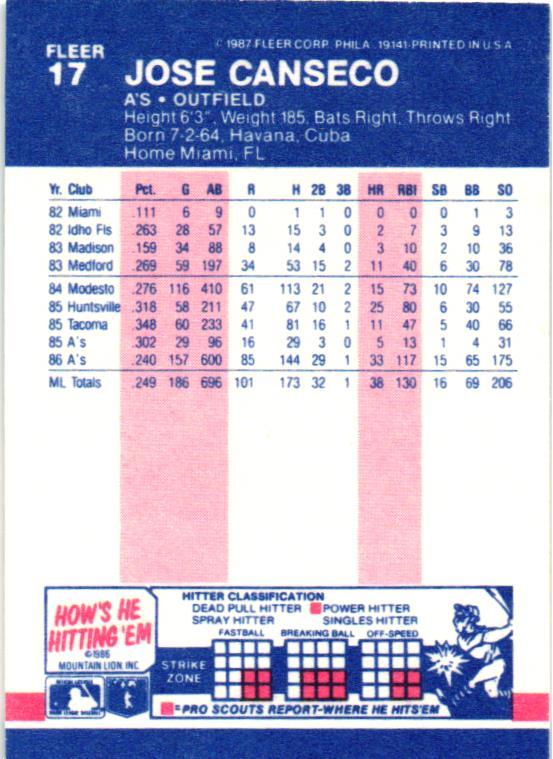 © 1987 FLEER CORP. PHILA. 19141-PRINTED IN U.S.A.
FLEER
17 JOSE CANSECO
A'S • OUTFIELD
Height 6'3", Weight 185, Bats Right, Throws Right
Born 7-2-64, Havana, Cuba
Home Miami, FL
Yr. Club Pct. G AB R H 2B 3B HR RBI SB BB SO
82 Miami .111 6 9 0 1 1 0 0 0 0 1 3
82 Idho Fls .263 28 57 13 15 3 0 2 7 3 9 13
83 Madison .159 34 88 8 14 4 0 3 10 2 10 36
83 Medford .269 59 197 34 53 15 2 11 40 6 30 78
84 Modesto .276 116 410 61 113 21 2 15 73 10 74 127
85 Huntsville .318 58 211 47 67 10 2 25 80 6 30 55
85 Tacoma .348 60 233 41 81 16 1 11 47 5 40 66
85 A's .302 29 96 16 29 3 0 5 13 1 4 31
86 A's .240 157 600 85 144 29 1 33 117 15 65 175
ML Totals .249 186 696 101 173 32 1 38 130 16 69 206
HOW'S HE
HITTING 'EM
©1986
MOUNTAIN LION, INC
HITTER CLASSIFICATION
DEAD PULL HITTER POWER HITTER
SPRAY HITTER SINGLES HITTER
FASTBALL BREAKING BALL OFF-SPEED
STRIKE
ZONE
=PRO SCOUTS REPORT-WHERE HE HITS'EM